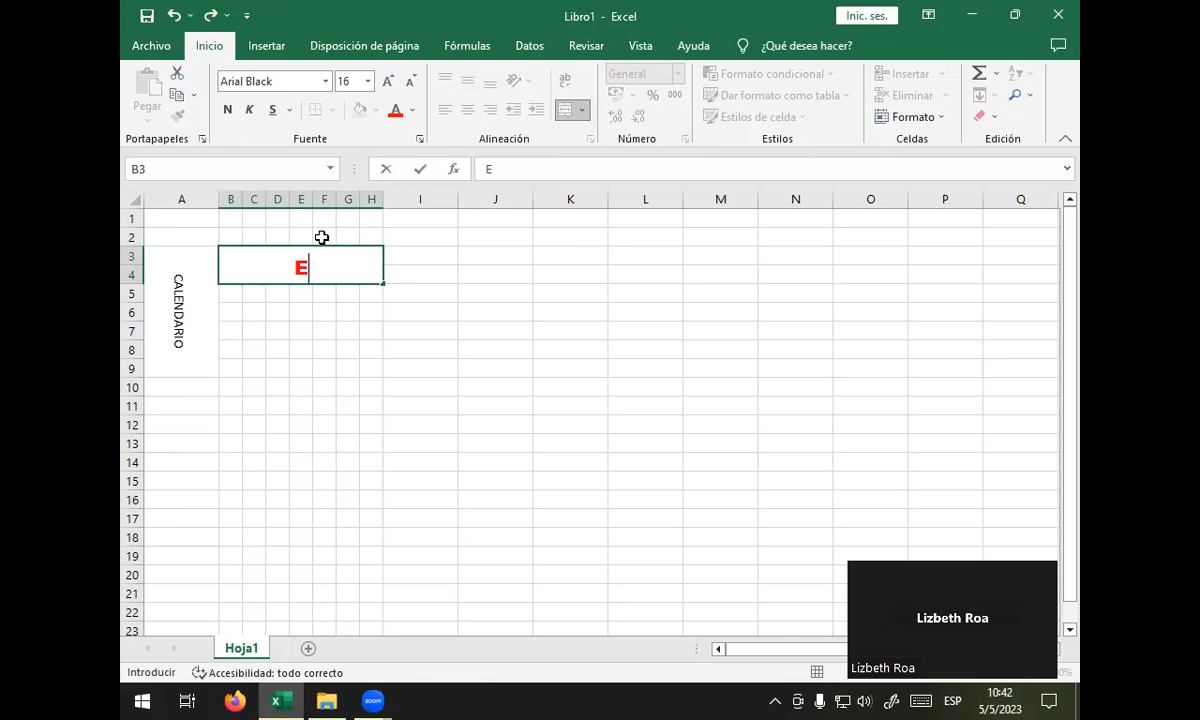 Libro1 - Excel
Inic. ses.
Archivo Inicio Insertar Disposición de página Fórmulas Datos Revisar Vista Ayuda ¿Qué desea hacer?
Pegar
Arial Black 16
N K S
ab
c
General
% 000
Formato condicional
Dar formato como tabla
Estilos de celda
Insertar
Eliminar
Formato
Portapapeles Fuente Alineación Número Estilos Celdas Edición
B3 fx E
A B C D E F G H I J K L M N O P Q
1
2
3
4
5
6
7
8
9
10
11
12
13
14
15
16
17
18
19
20
21
22
23
E
CALENDARIO
Lizbeth Roa
Lizbeth Roa
Hoja1
Introducir Accesibilidad: todo correcto
zoom
ESP
10:42
5/5/2023